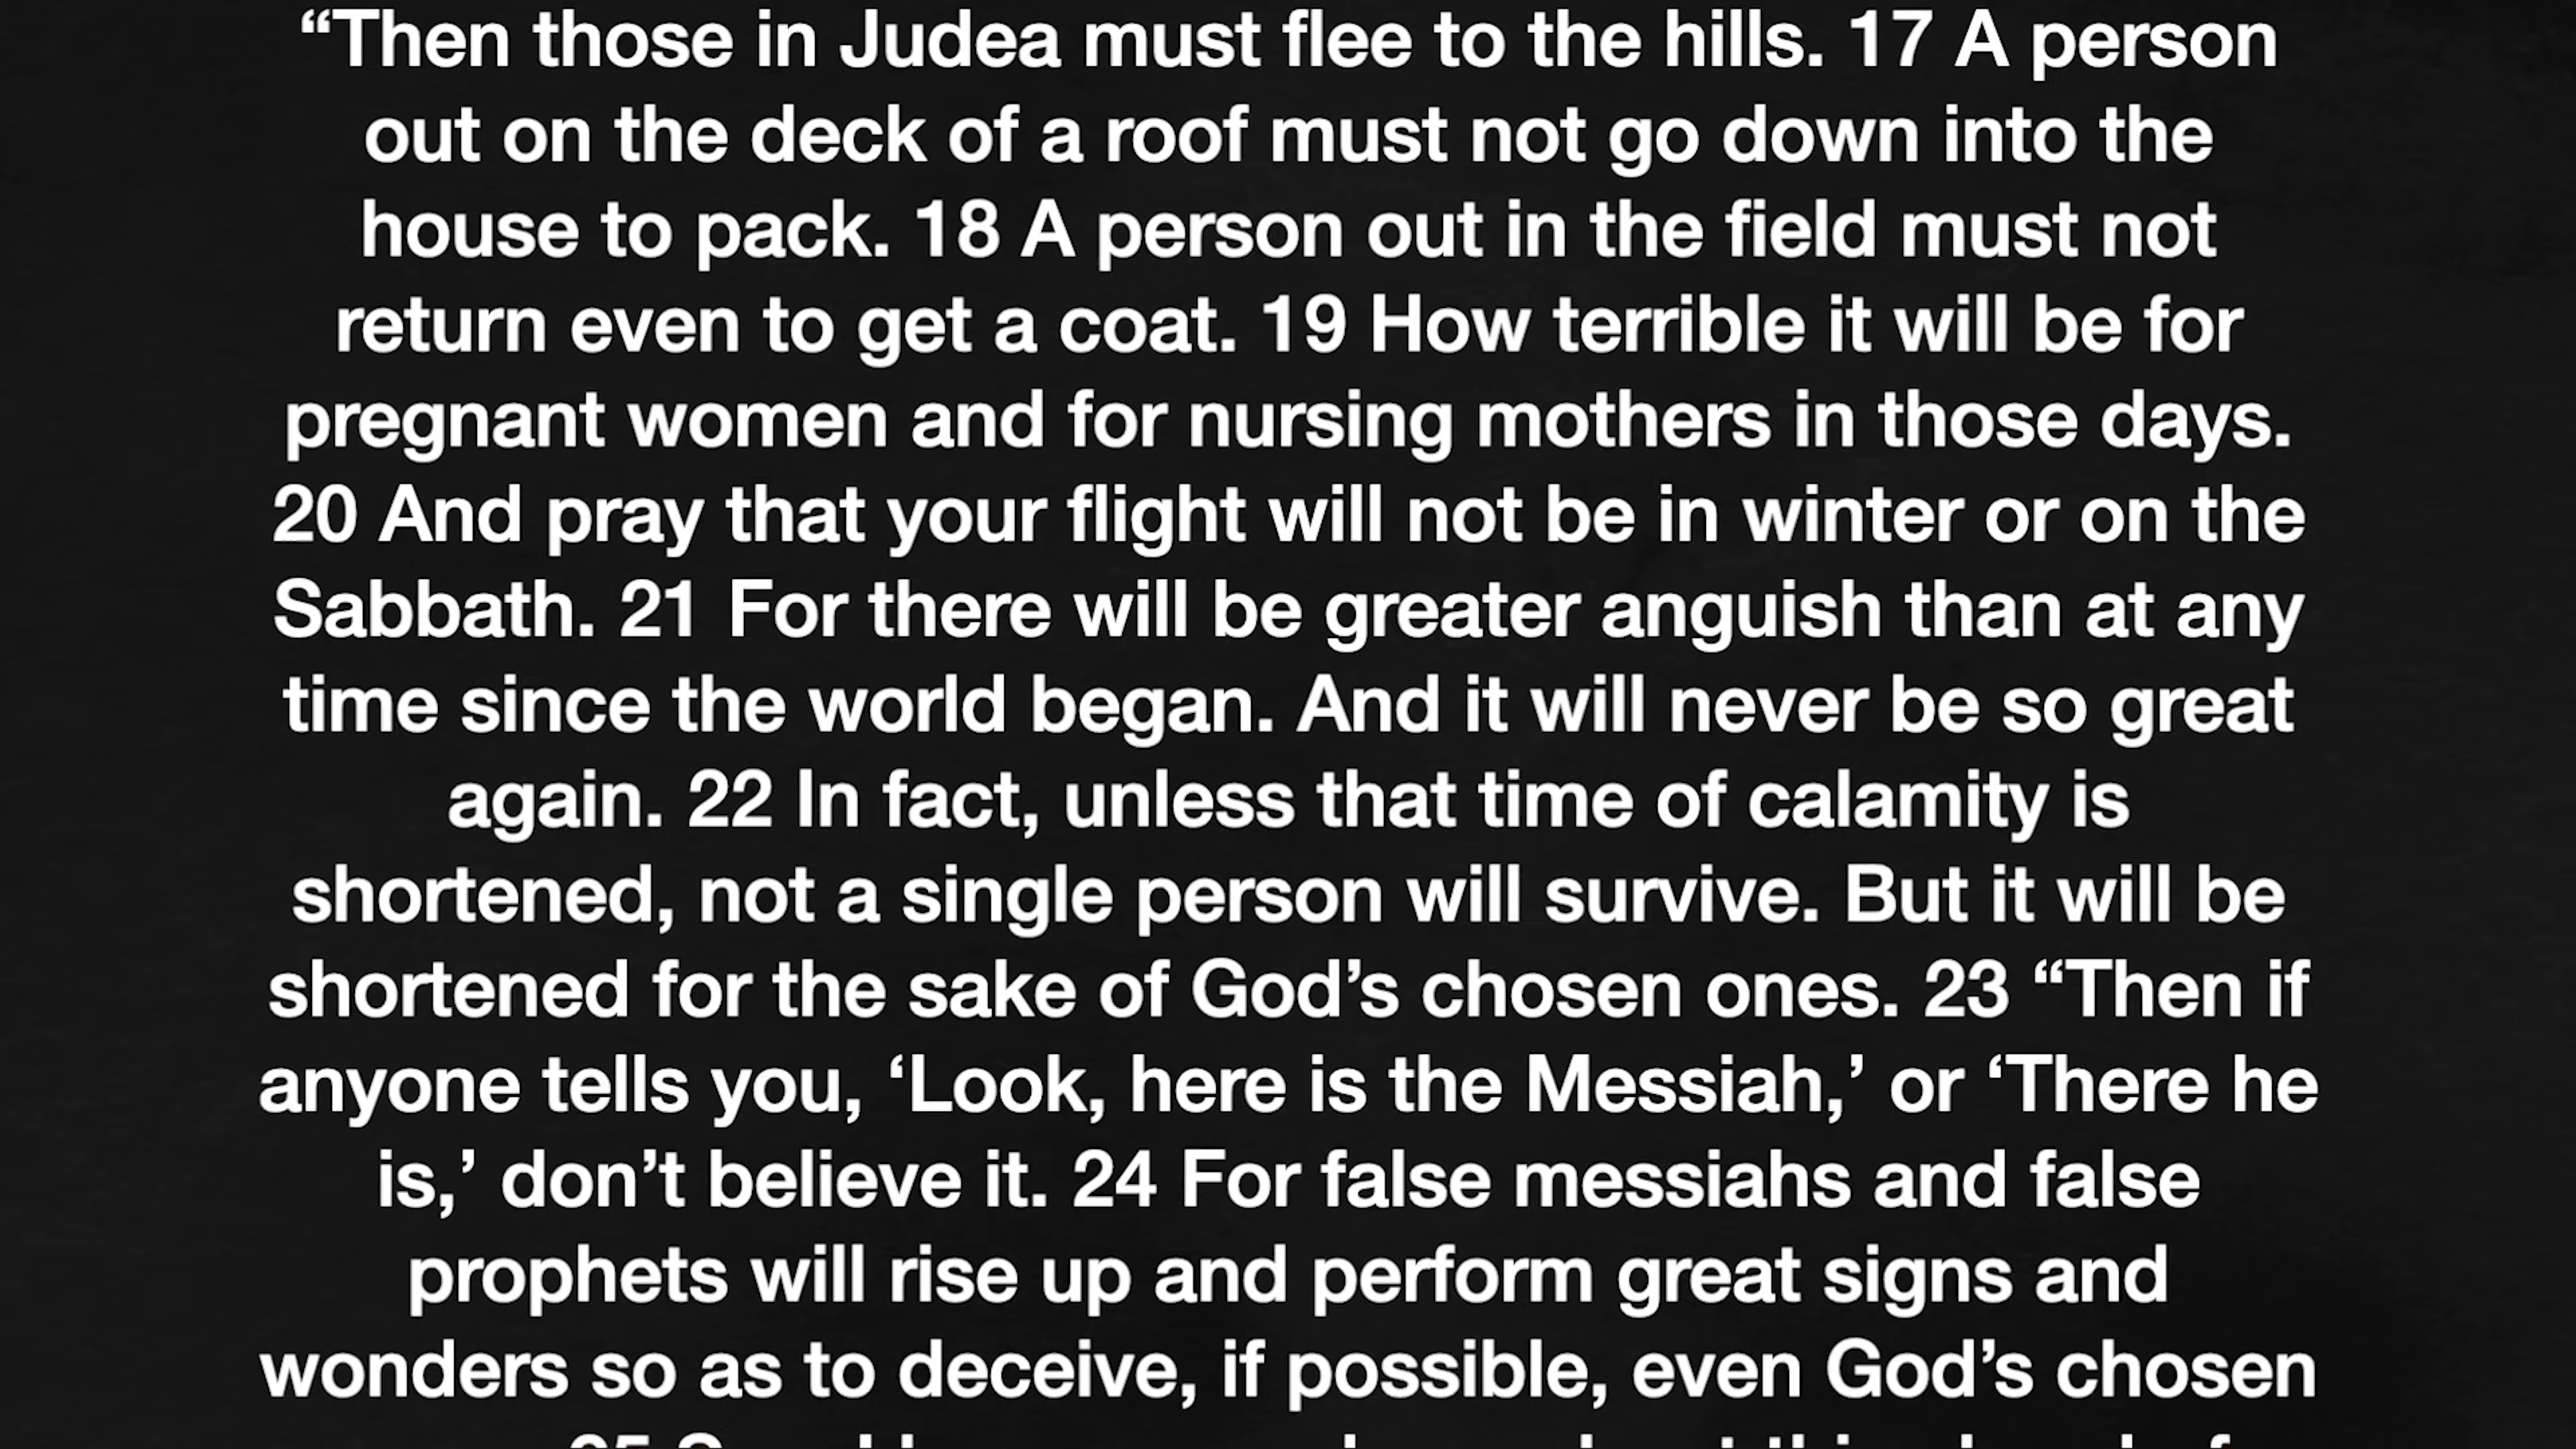 “Then those in Judea must flee to the hills. 17 A person
out on the deck of a roof must not go down into the
house to pack. 18 A person out in the field must not
return even to get a coat. 19 How terrible it will be for
pregnant women and for nursing mothers in those days.
20 And pray that your flight will not be in winter or on the
Sabbath. 21 For there will be greater anguish than at any
time since the world began. And it will never be so great
again. 22 In fact, unless that time of calamity is
shortened, not a single person will survive. But it will be
shortened for the sake of God’s chosen ones. 23 “Then if
anyone tells you, ‘Look, here is the Messiah,’ or ‘There he
is,’ don’t believe it. 24 For false messiahs and false
prophets will rise up and perform great signs and
wonders so as to deceive, if possible, even God’s chosen